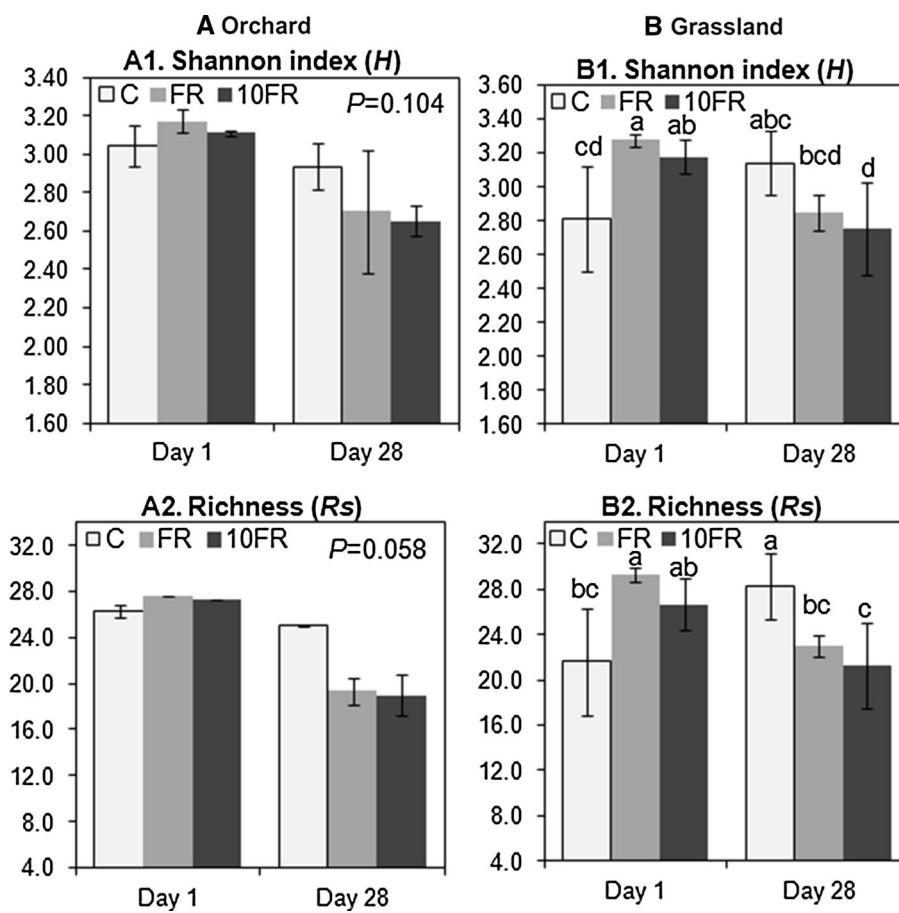 A Orchard
A1. Shannon index (H)
3.40
3.20
3.00
2.80
2.60
2.40
2.20
2.00
1.80
1.60
C FR 10FR
P=0.104
Day 1 Day 28
B Grassland
B1. Shannon index (H)
3.60
3.40
3.20
3.00
2.80
2.60
2.40
2.20
2.00
1.80
1.60
C FR 10FR
cd a ab abc bcd d
Day 1 Day 28
A2. Richness (Rs)
32.0
28.0
24.0
20.0
16.0
12.0
8.0
4.0
C FR 10FR
P=0.058
Day 1 Day 28
B2. Richness (Rs)
32.0
28.0
24.0
20.0
16.0
12.0
8.0
4.0
C FR 10FR
bc a ab a bc c
Day 1 Day 28